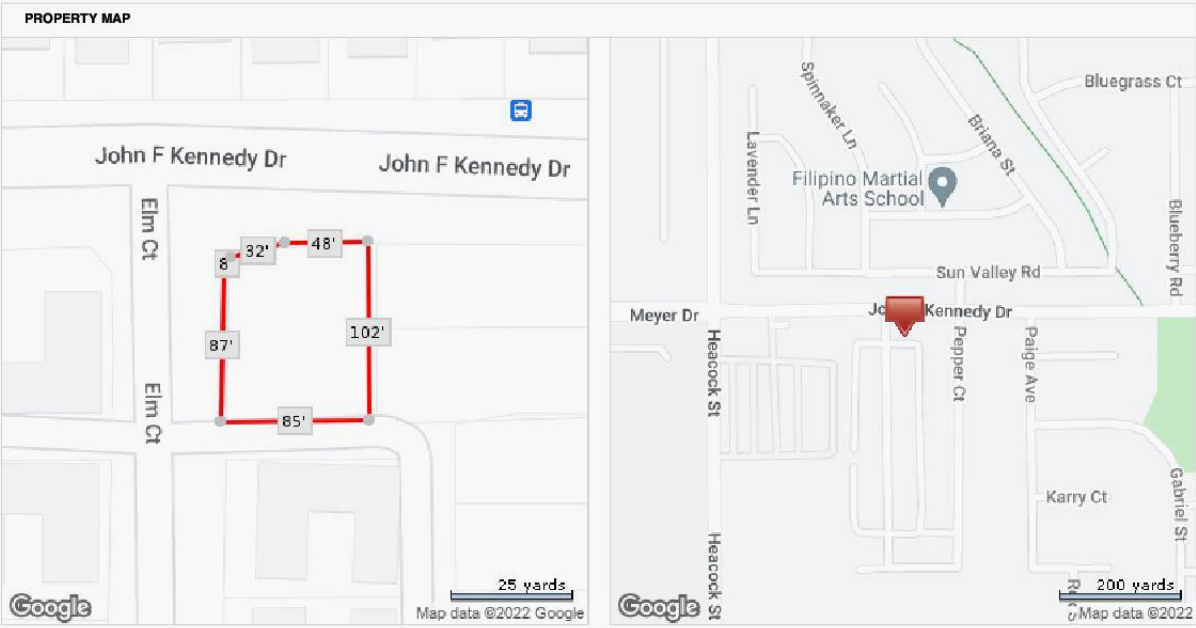 PROPERTY MAP
John F Kennedy Dr
John F Kennedy Dr
Elm Ct
8
32'
48'
87'
102'
85'
Elm Ct
25 yards
Google
Map data ©2022 Google
Spinnaker Ln
Bluegrass Ct
Briana St
Lavender Ln
Filipino Martial
Arts School
Blueberry Rd
Sun Valley Rd
Meyer Dr
Jo
Kennedy Dr
Heacock St
Pepper Ct
Paige Ave
Karry Ct
Gabriel St
Heacock St
200 yards
Google
Map data ©2022